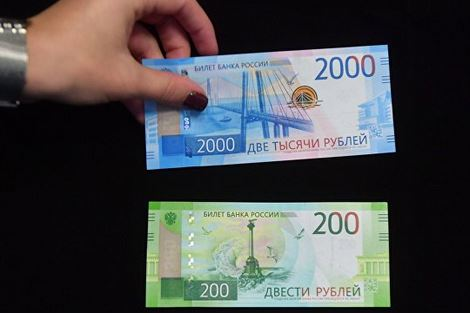 БИЛЕТ БАНКА РОССИИ
2000
2000
ДВЕ ТЫСЯЧИ РУБЛЕЙ
БИЛЕТ БАНКА РОССИИ
200
200
ДВЕСТИ РУБЛЕЙ